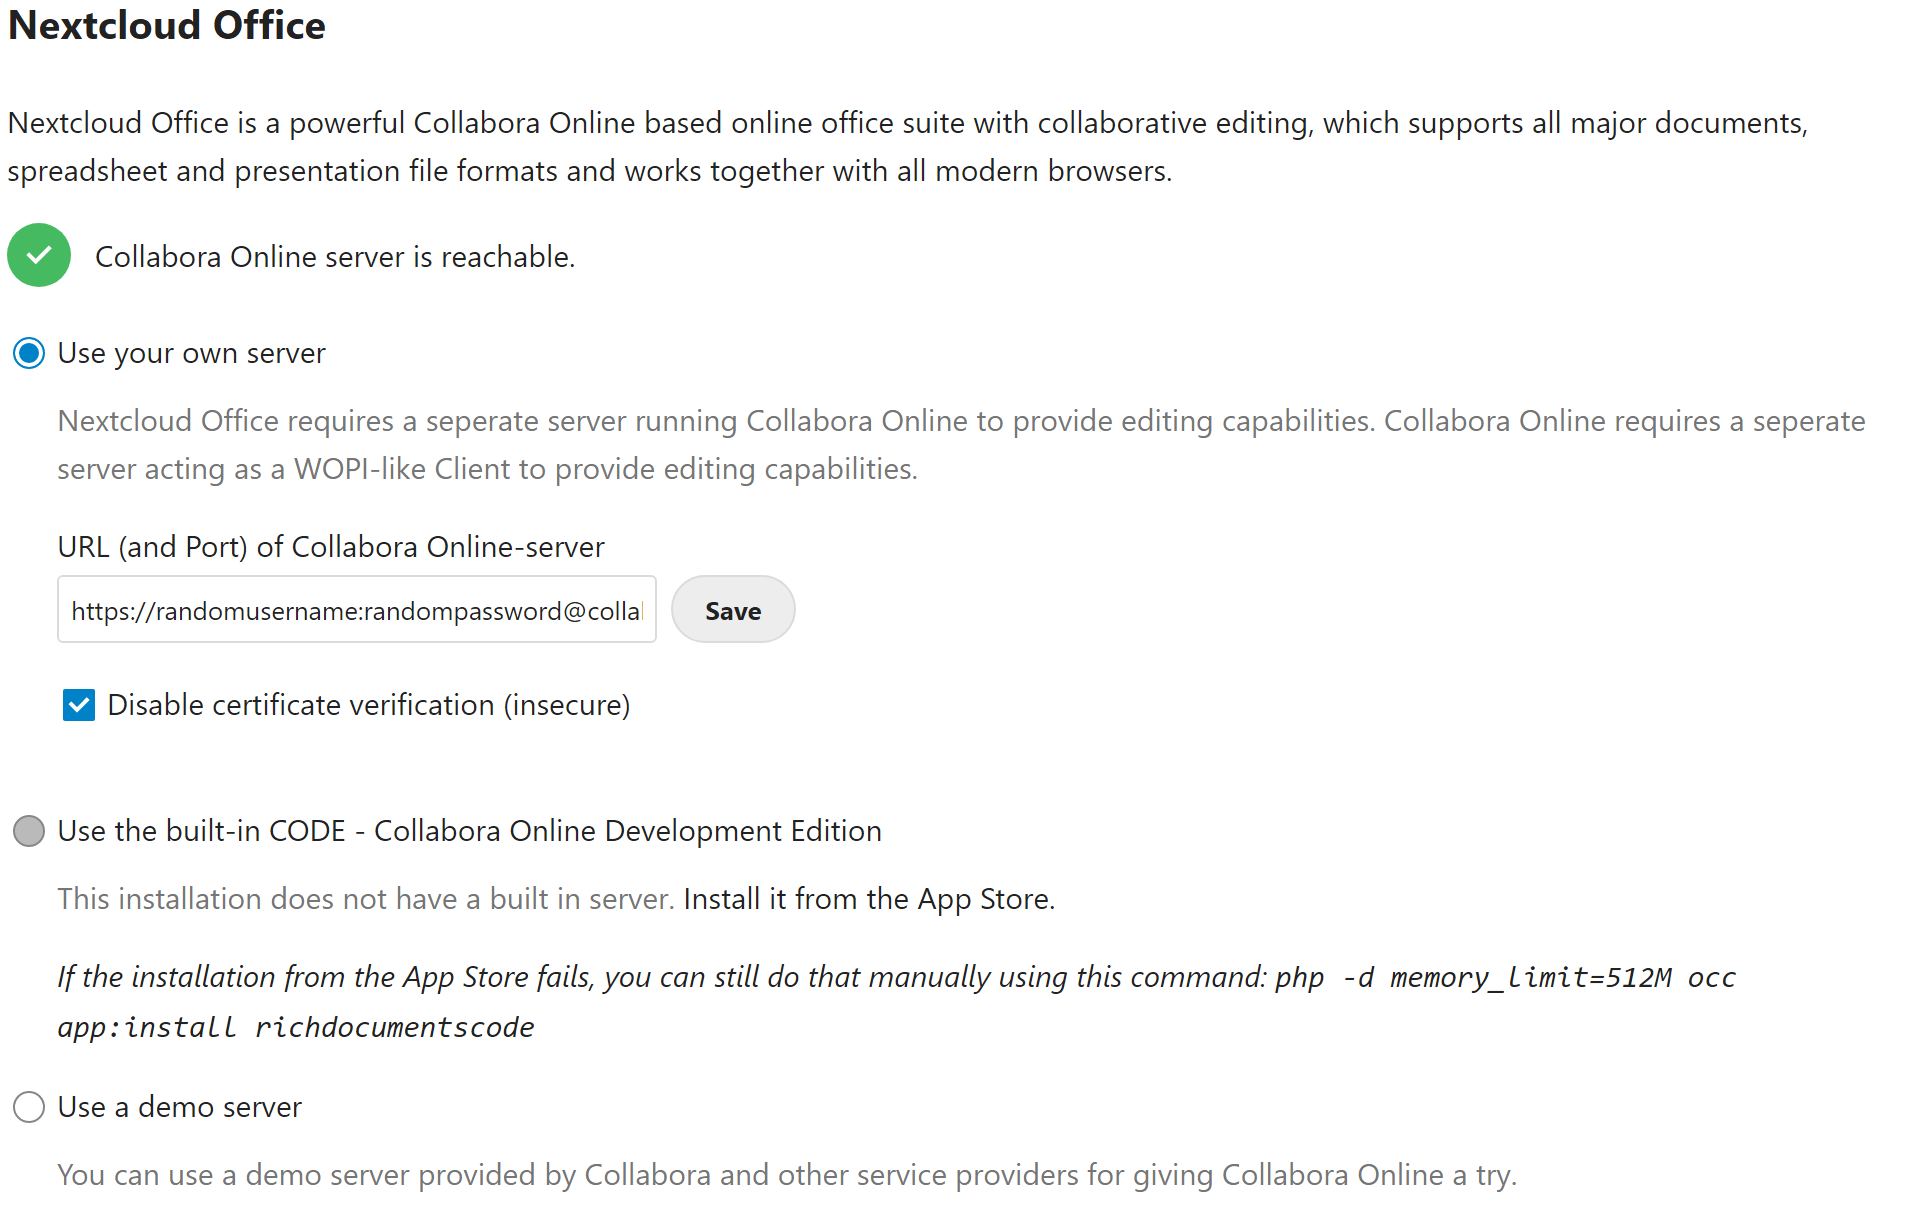 Nextcloud Office
Nextcloud Office is a powerful Collabora Online based online office suite with collaborative editing, which supports all major documents,
spreadsheet and presentation file formats and works together with all modern browsers.
Collabora Online server is reachable.
Use your own server
Nextcloud Office requires a seperate server running Collabora Online to provide editing capabilities. Collabora Online requires a seperate
server acting as a WOPI-like Client to provide editing capabilities.
URL (and Port) of Collabora Online-server
https://randomusername:randompassword@colla
Save
Disable certificate verification (insecure)
Use the built-in CODE - Collabora Online Development Edition
This installation does not have a built in server. Install it from the App Store.
If the installation from the App Store fails, you can still do that manually using this command: php -d memory_limit=512M occ
app:install richdocumentscode
Use a demo server
You can use a demo server provided by Collabora and other service providers for giving Collabora Online a try.